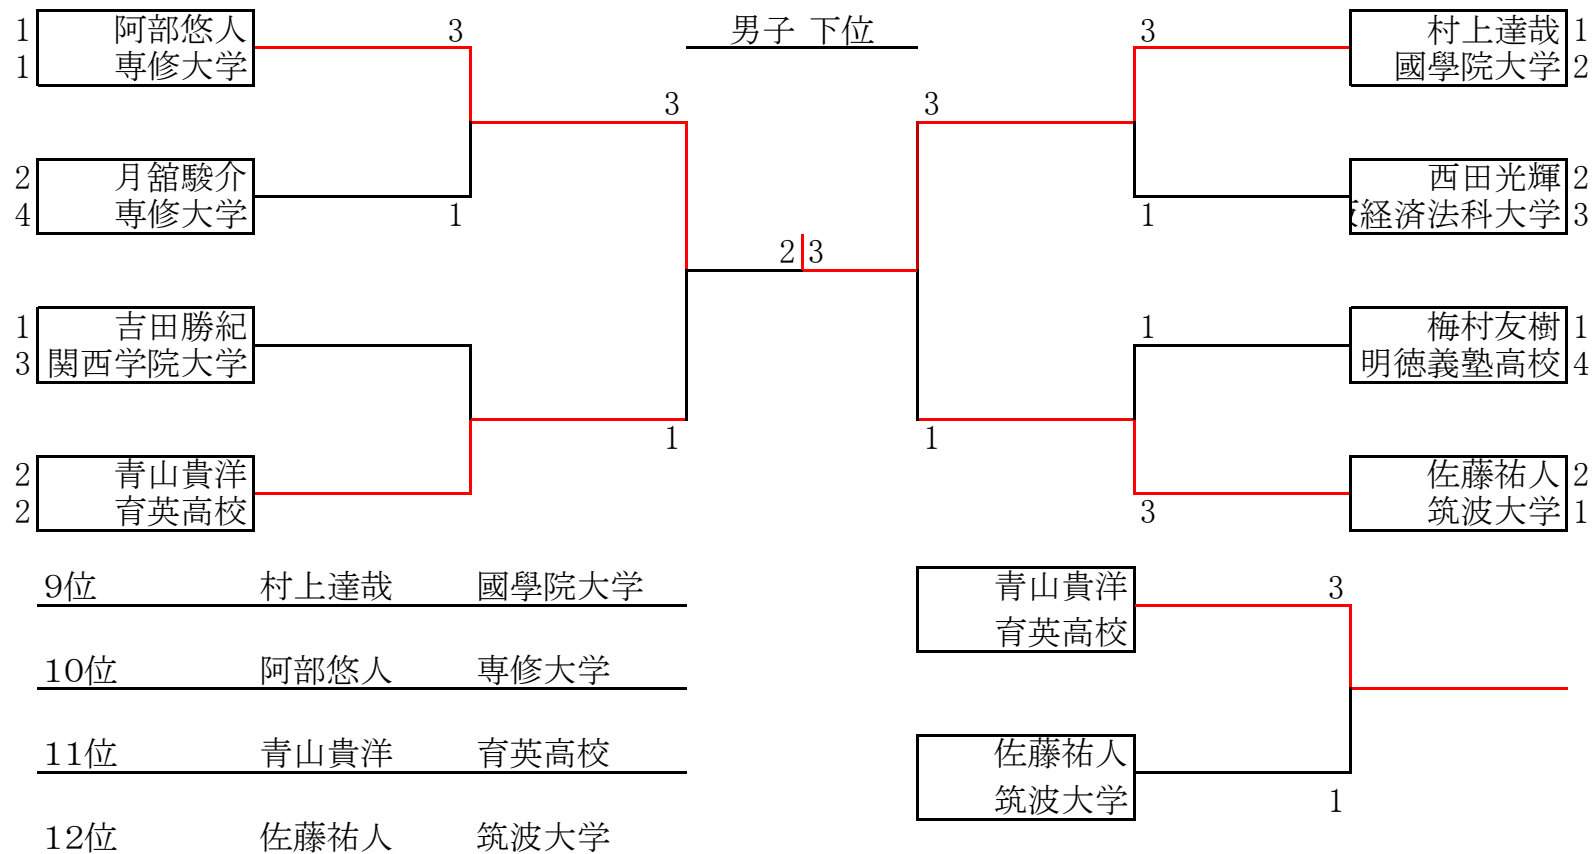 男子 下位
1 阿部悠人 3
1 専修大学
3
2 月舘駿介
4 専修大学 1
1 吉田勝紀
3 関西学院大学
1
2 青山貴洋
2 育英高校
2 3
3 村上達哉 1
國學院大学 2
3
西田光輝 2
1 経済法科大学 3
1 梅村友樹 1
明徳義塾高校 4
1
佐藤祐人 2
3 筑波大学 1
9位 村上達哉 國學院大学
10位 阿部悠人 専修大学
11位 青山貴洋 育英高校
12位 佐藤祐人 筑波大学
青山貴洋 3
育英高校
佐藤祐人
筑波大学 1